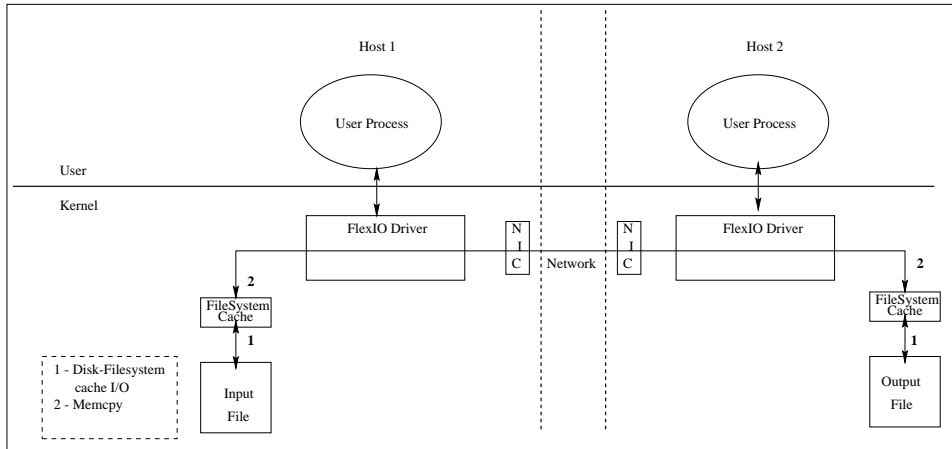 Host 1
Host 2
User Process
User Process
User
Kernel
FlexIO Driver
N
I
C
Network
N
I
C
FlexIO Driver
2
2
FileSystem
Cache
FileSystem
Cache
1
1
1 - Disk-Filesystem
cache I/O
2 - Memcpy
Input
File
Output
File